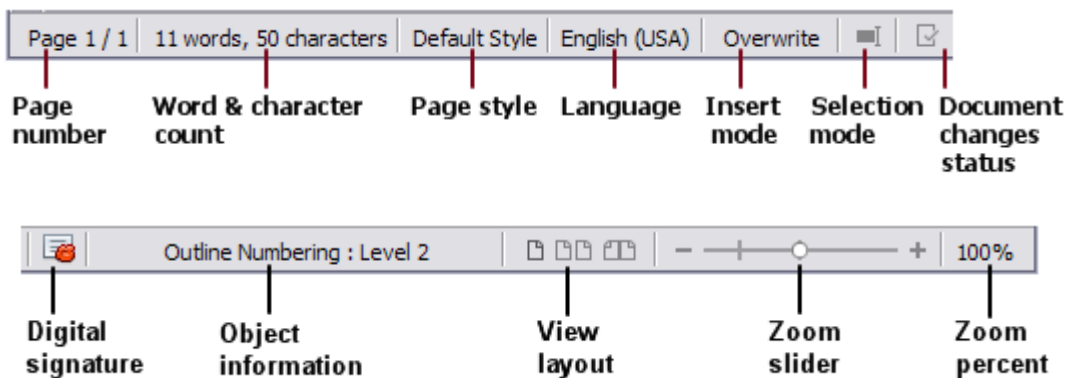 Page 1 / 1 11 words, 50 characters Default Style English (USA) Overwrite
Page Word & character Page style Language Insert Selection Document
number count mode mode changes
status
Outline Numbering : Level 2 100%
Digital Object View Zoom Zoom
signature information layout slider percent